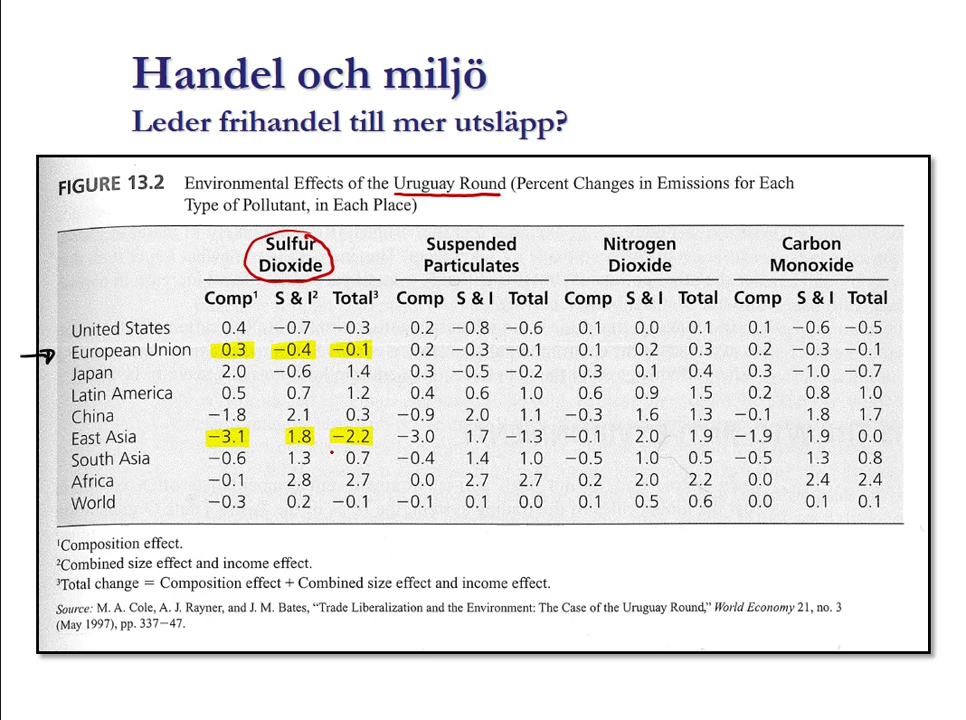 Handel och miljö
Leder frihandel till mer utsläpp?
FIGURE 13.2 Environmental Effects of the Uruguay Round (Percent Changes in Emissions for Each
Type of Pollutant, in Each Place)
Sulfur Suspended Nitrogen Carbon
Dioxide Particulates Dioxide Monoxide
Comp¹ S & I² Total³ Comp S & I Total Comp S & I Total Comp S & I Total
United States 0.4 −0.7 −0.3 0.2 −0.8 −0.6 0.1 0.0 0.1 0.1 −0.6 −0.5
European Union 0.3 −0.4 −0.1 0.2 −0.3 −0.1 0.1 0.2 0.3 0.2 −0.3 −0.1
Japan 2.0 −0.6 1.4 0.3 −0.5 −0.2 0.3 0.1 0.4 0.3 −1.0 −0.7
Latin America 0.5 0.7 1.2 0.4 0.6 1.0 0.6 0.9 1.5 0.2 0.8 1.0
China −1.8 2.1 0.3 −0.9 2.0 1.1 −0.3 1.6 1.3 −0.1 1.8 1.7
East Asia −3.1 1.8 −2.2 −3.0 1.7 −1.3 −0.1 2.0 1.9 −1.9 1.9 0.0
South Asia −0.6 1.3 0.7 −0.4 1.4 1.0 −0.5 1.0 0.5 −0.5 1.3 0.8
Africa −0.1 2.8 2.7 0.0 2.7 2.7 0.2 2.0 2.2 0.0 2.4 2.4
World −0.3 0.2 −0.1 −0.1 0.1 0.0 0.1 0.5 0.6 0.0 0.1 0.1
¹Composition effect.
²Combined size effect and income effect.
³Total change = Composition effect + Combined size effect and income effect.
Source: M. A. Cole, A. J. Rayner, and J. M. Bates, “Trade Liberalization and the Environment: The Case of the Uruguay Round,” World Economy 21, no. 3
(May 1997), pp. 337–47.